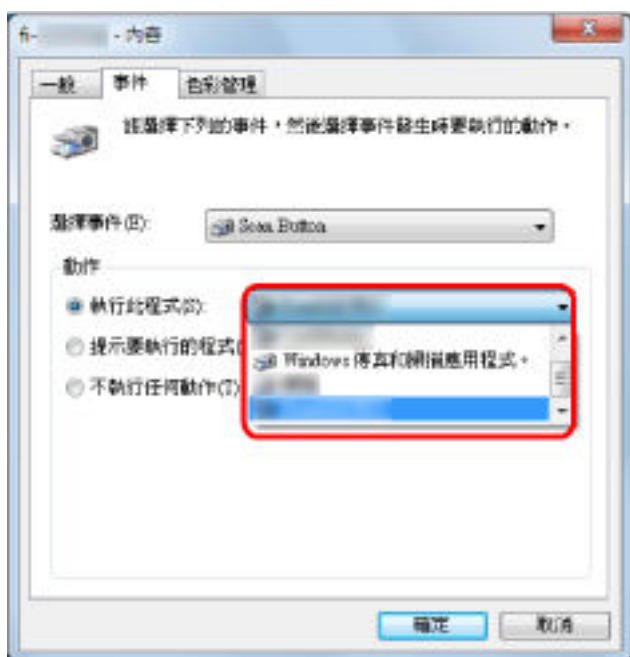 fi- - 內容
一般 事件 色彩管理
請選擇下列的事件，然後選擇事件發生時要執行的動作。
選擇事件(E): Scan Button
動作
執行此程式(S):
提示要執行的程式(
Windows 傳真和掃描應用程式。
不執行任何動作(T)
確定 取消